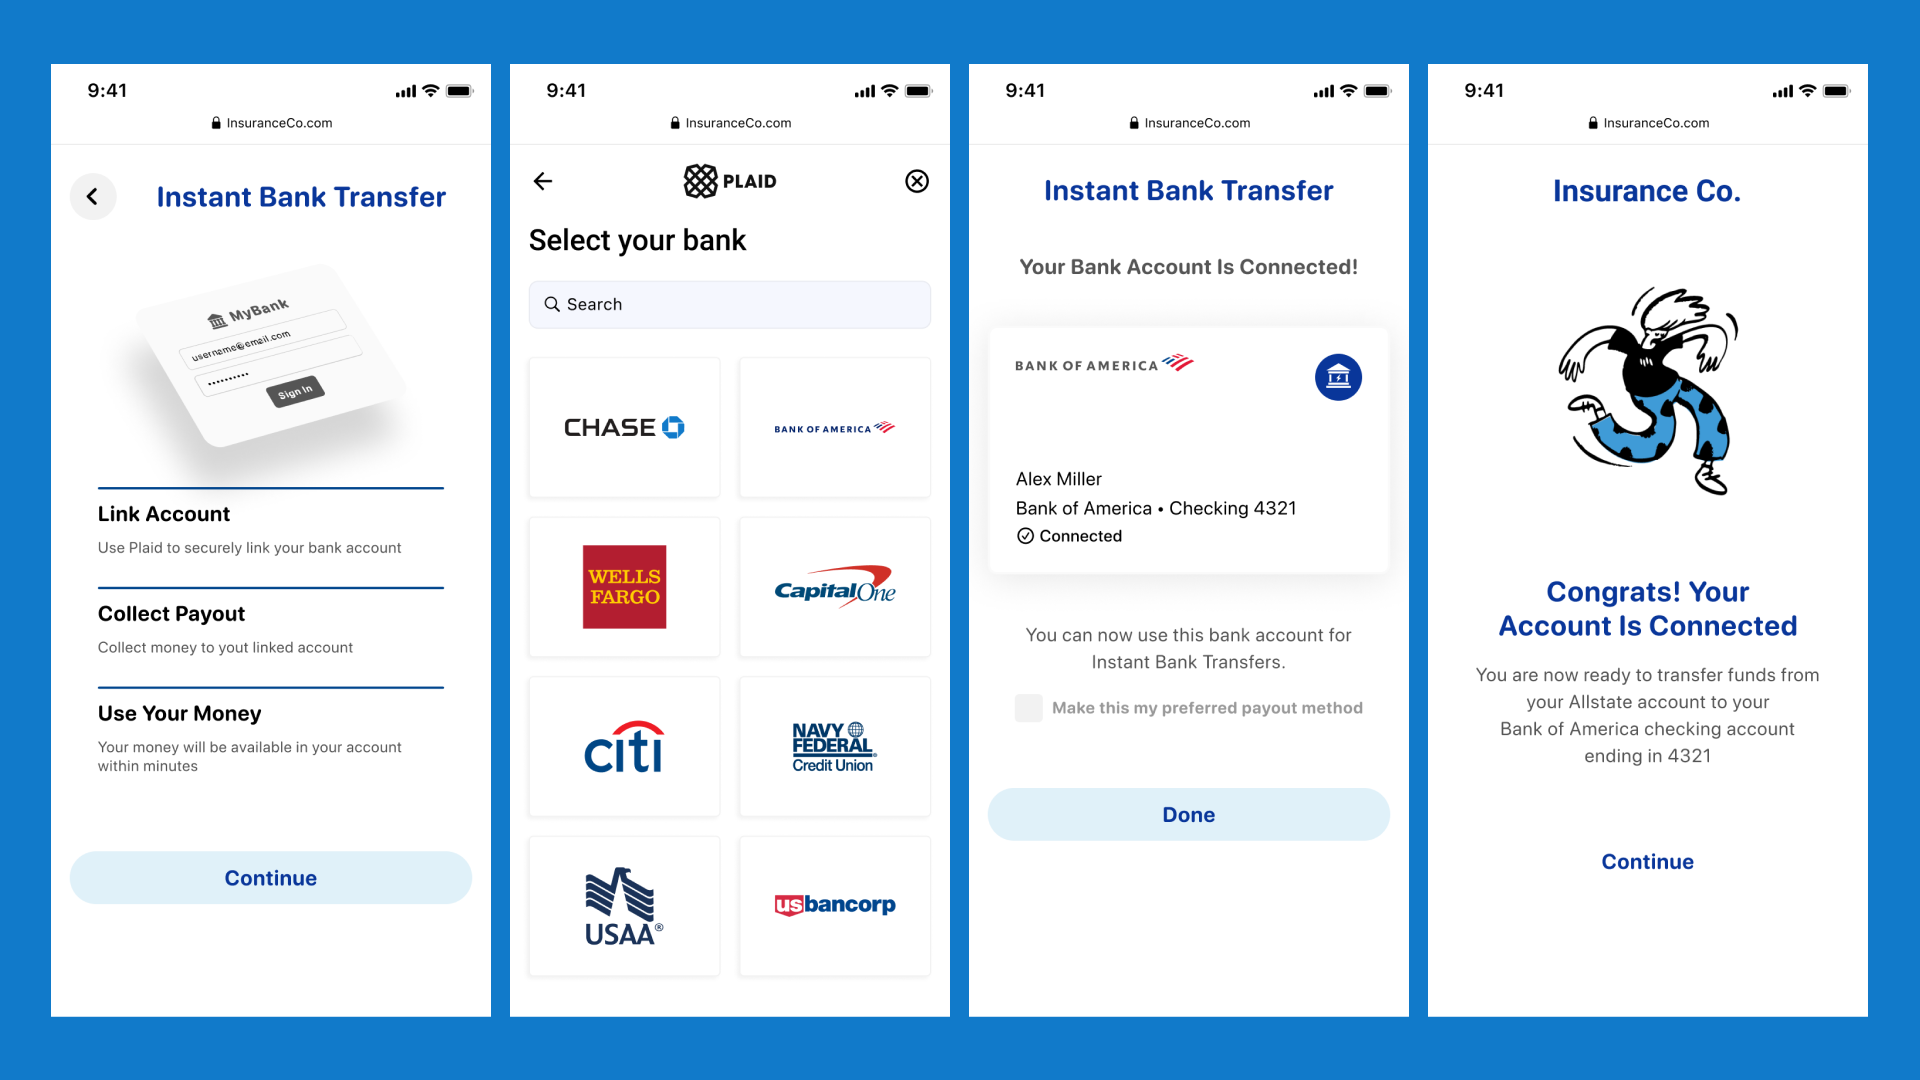 9:41
InsuranceCo.com
Instant Bank Transfer
MyBank
username@email.com
••••••••••
Sign In
Link Account
Use Plaid to securely link your bank account
Collect Payout
Collect money to yout linked account
Use Your Money
Your money will be available in your account
within minutes
Continue
9:41
InsuranceCo.com
PLAID
Select your bank
Search
CHASE
BANK OF AMERICA
WELLS
FARGO
CapitalOne
citi
NAVY
FEDERAL
Credit Union
USAA®
usbancorp
9:41
InsuranceCo.com
Instant Bank Transfer
Your Bank Account Is Connected!
BANK OF AMERICA
Alex Miller
Bank of America • Checking 4321
Connected
You can now use this bank account for
Instant Bank Transfers.
Make this my preferred payout method
Done
9:41
InsuranceCo.com
Insurance Co.
Congrats! Your
Account Is Connected
You are now ready to transfer funds from
your Allstate account to your
Bank of America checking account
ending in 4321
Continue